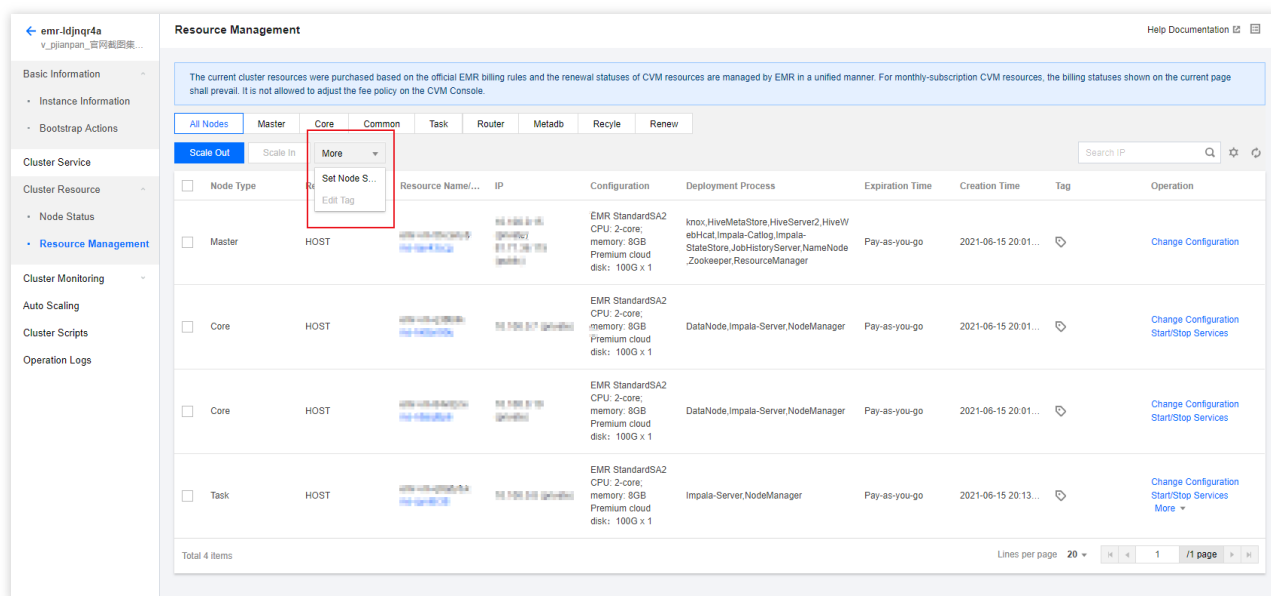 emr-ldjnqr4a
v_pjianpan_官网截图集...
Basic Information
Instance Information
Bootstrap Actions
Cluster Service
Cluster Resource
Node Status
Resource Management
Cluster Monitoring
Auto Scaling
Cluster Scripts
Operation Logs
Resource Management
Help Documentation
The current cluster resources were purchased based on the official EMR billing rules and the renewal statuses of CVM resources are managed by EMR in a unified manner. For monthly-subscription CVM resources, the billing statuses shown on the current page
shall prevail. It is not allowed to adjust the fee policy on the CVM Console.
All Nodes Master Core Common Task Router Metadb Recyle Renew
Scale Out Scale In More Search IP
Set Node S...
Edit Tag
Node Type Resource Name/... IP Configuration Deployment Process Expiration Time Creation Time Tag Operation
Master HOST
EMR StandardSA2
CPU: 2-core;
memory: 8GB
Premium cloud
disk: 100G x 1
knox,HiveMetaStore,HiveServer2,HiveW
ebHcat,Impala-Catlog,Impala-
StateStore,JobHistoryServer,NameNode
,Zookeeper,ResourceManager
Pay-as-you-go 2021-06-15 20:01... Change Configuration
Core HOST
EMR StandardSA2
CPU: 2-core;
memory: 8GB
Premium cloud
disk: 100G x 1
DataNode,Impala-Server,NodeManager Pay-as-you-go 2021-06-15 20:01...
Change Configuration
Start/Stop Services
Core HOST
EMR StandardSA2
CPU: 2-core;
memory: 8GB
Premium cloud
disk: 100G x 1
DataNode,Impala-Server,NodeManager Pay-as-you-go 2021-06-15 20:01...
Change Configuration
Start/Stop Services
Task HOST
EMR StandardSA2
CPU: 2-core;
memory: 8GB
Premium cloud
disk: 100G x 1
Impala-Server,NodeManager Pay-as-you-go 2021-06-15 20:13...
Change Configuration
Start/Stop Services
More
Total 4 items Lines per page 20 1 /1 page